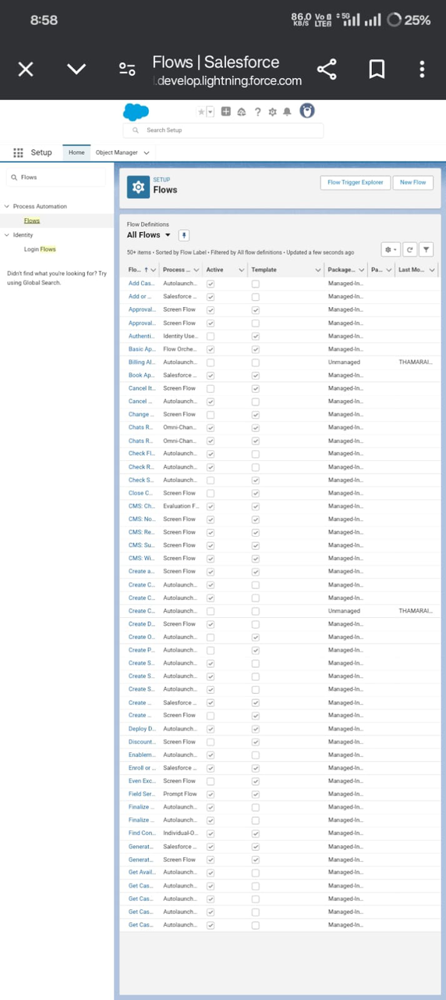 8:58
86.0 KB/S Vo LTE 5G 25%
Flows | Salesforce
.develop.lightning.force.com
Search Setup
Setup Home Object Manager
Flows
Process Automation
Flows
Identity
Login Flows
Didn't find what you're looking for? Try
using Global Search.
SETUP
Flows
Flow Trigger Explorer New Flow
Flow Definitions
All Flows
50+ items • Sorted by Flow Label • Filtered by All flow definitions • Updated a few seconds ago
Flo... Process ... Active Template Package... Pa... Last Mo...
Add Cas... Autolaunch... Managed-In...
Add or ... Salesforce ... Managed-In...
Approval... Screen Flow Managed-In...
Approval... Screen Flow Managed-In...
Authenti... Identity Use... Managed-In...
Basic Ap... Flow Orche... Managed-In...
Billing Al... Autolaunch... Unmanaged THAMARAI...
Book Ap... Salesforce ... Managed-In...
Cancel It... Screen Flow Managed-In...
Cancel ... Autolaunch... Managed-In...
Change ... Screen Flow Managed-In...
Chats R... Omni-Chan... Managed-In...
Chats R... Omni-Chan... Managed-In...
Check Fl... Autolaunch... Managed-In...
Check R... Autolaunch... Managed-In...
Check S... Autolaunch... Managed-In...
Close C... Screen Flow Managed-In...
CMS: Ch... Evaluation F... Managed-In...
CMS: No... Screen Flow Managed-In...
CMS: Re... Screen Flow Managed-In...
CMS: Su... Screen Flow Managed-In...
CMS: Wi... Screen Flow Managed-In...
Create a... Screen Flow Managed-In...
Create C... Autolaunch... Managed-In...
Create C... Autolaunch... Managed-In...
Create C... Autolaunch... Unmanaged THAMARAI...
Create D... Screen Flow Managed-In...
Create O... Autolaunch... Managed-In...
Create P... Autolaunch... Managed-In...
Create S... Autolaunch... Managed-In...
Create S... Autolaunch... Managed-In...
Create S... Autolaunch... Managed-In...
Create ... Salesforce ... Managed-In...
Create ... Screen Flow Managed-In...
Deploy D... Autolaunch... Managed-In...
Discount... Screen Flow Managed-In...
Enablem... Autolaunch... Managed-In...
Enroll or ... Salesforce ... Managed-In...
Even Exc... Screen Flow Managed-In...
Field Ser... Prompt Flow Managed-In...
Finalize ... Autolaunch... Managed-In...
Finalize ... Autolaunch... Managed-In...
Find Con... Individual-O... Managed-In...
Generat... Salesforce ... Managed-In...
Generat... Screen Flow Managed-In...
Get Avail... Autolaunch... Managed-In...
Get Cas... Autolaunch... Managed-In...
Get Cas... Autolaunch... Managed-In...
Get Cas... Autolaunch... Managed-In...
Get Cas... Autolaunch... Managed-In...